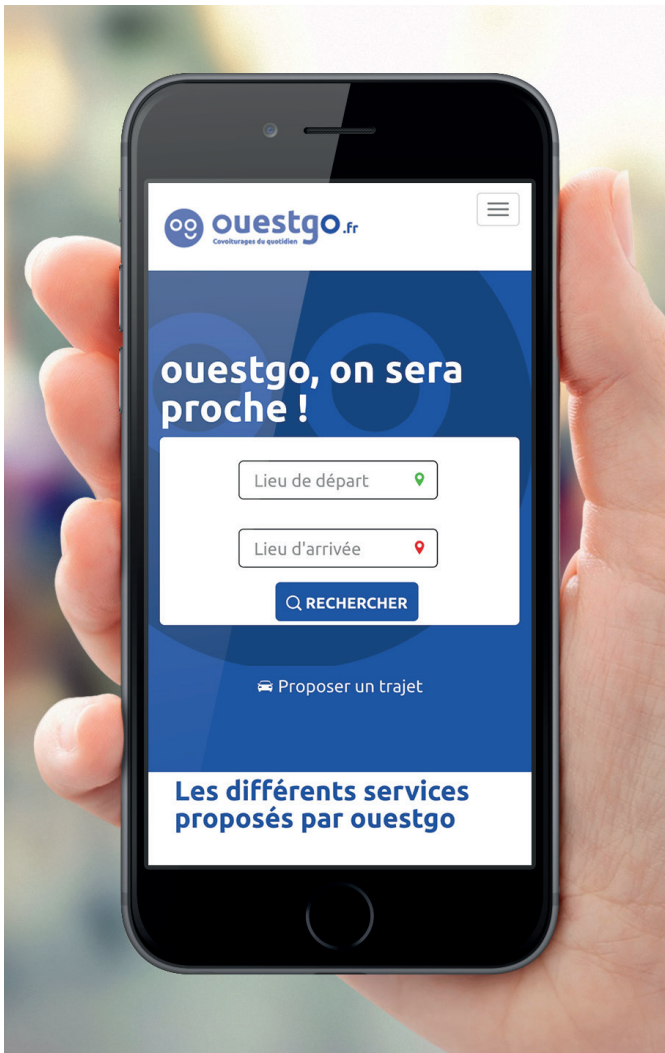 og ouestgo.fr
Covoiturages du quotidien
ouestgo, on sera
proche !
Lieu de départ
Lieu d'arrivée
RECHERCHER
Proposer un trajet
Les différents services
proposés par ouestgo